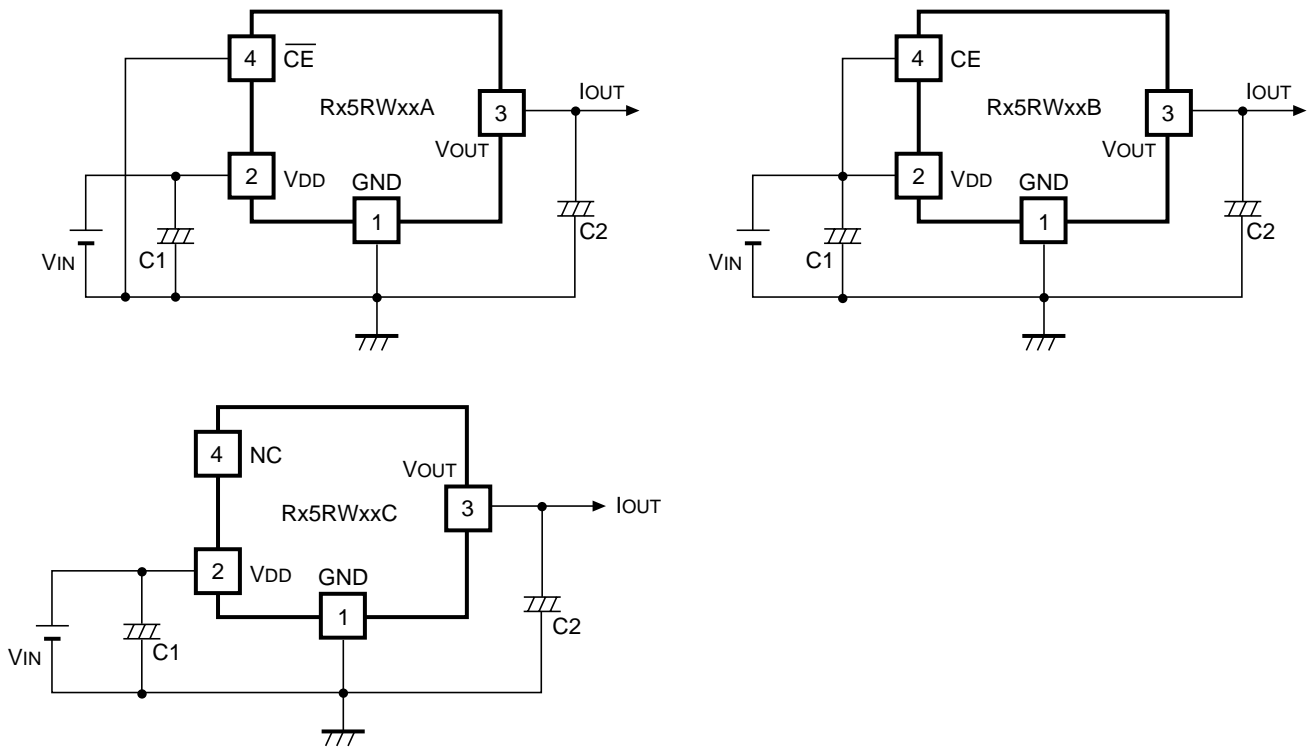 4 C̅E̅
Rx5RWxxA
3
IOUT
VOUT
2 VDD
GND
1
VIN
C1
C2
4 CE
Rx5RWxxB
3
IOUT
VOUT
2 VDD
GND
1
VIN
C1
C2
4 NC
VOUT
Rx5RWxxC
3
IOUT
2 VDD
GND
1
VIN
C1
C2